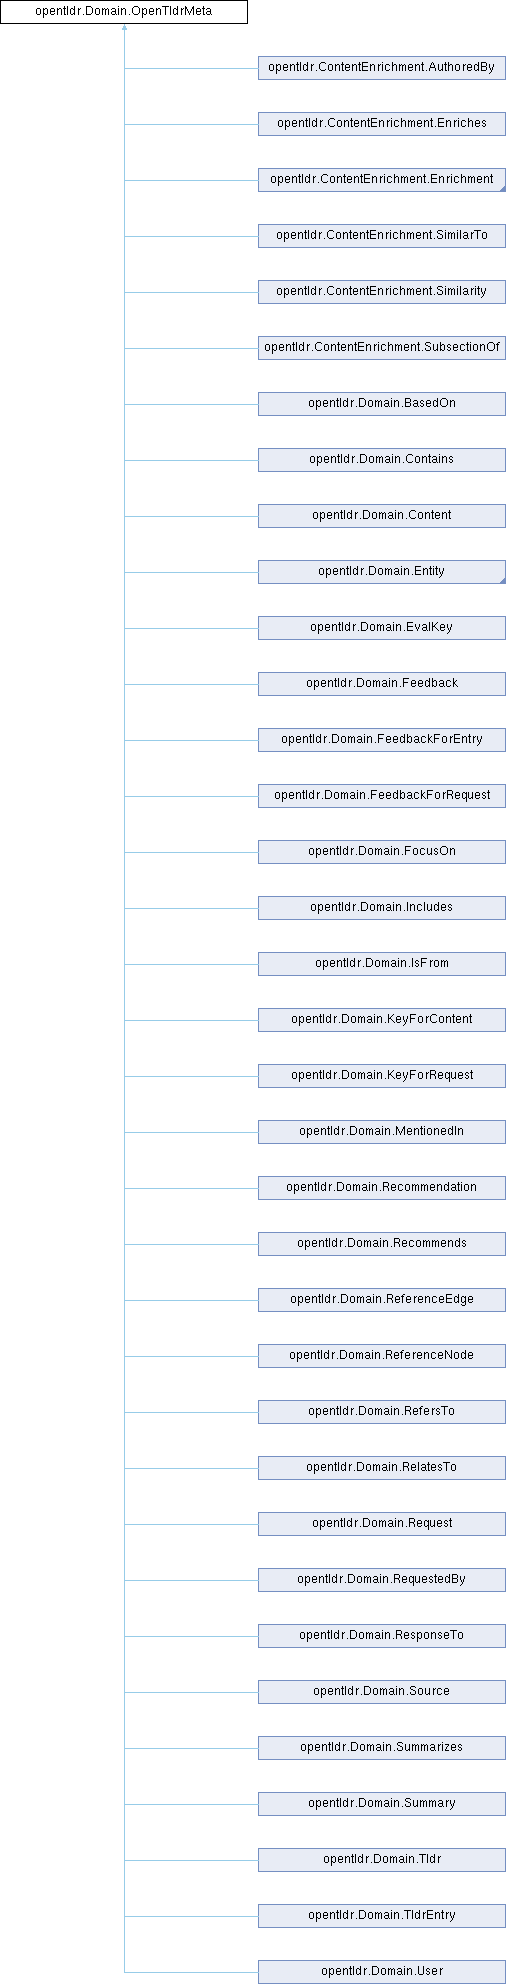 opentldr.Domain.OpenTldrMeta
opentldr.ContentEnrichment.AuthoredBy
opentldr.ContentEnrichment.Enriches
opentldr.ContentEnrichment.Enrichment
opentldr.ContentEnrichment.SimilarTo
opentldr.ContentEnrichment.Similarity
opentldr.ContentEnrichment.SubsectionOf
opentldr.Domain.BasedOn
opentldr.Domain.Contains
opentldr.Domain.Content
opentldr.Domain.Entity
opentldr.Domain.EvalKey
opentldr.Domain.Feedback
opentldr.Domain.FeedbackForEntry
opentldr.Domain.FeedbackForRequest
opentldr.Domain.FocusOn
opentldr.Domain.Includes
opentldr.Domain.IsFrom
opentldr.Domain.KeyForContent
opentldr.Domain.KeyForRequest
opentldr.Domain.MentionedIn
opentldr.Domain.Recommendation
opentldr.Domain.Recommends
opentldr.Domain.ReferenceEdge
opentldr.Domain.ReferenceNode
opentldr.Domain.RefersTo
opentldr.Domain.RelatesTo
opentldr.Domain.Request
opentldr.Domain.RequestedBy
opentldr.Domain.ResponseTo
opentldr.Domain.Source
opentldr.Domain.Summarizes
opentldr.Domain.Summary
opentldr.Domain.Tldr
opentldr.Domain.TldrEntry
opentldr.Domain.User